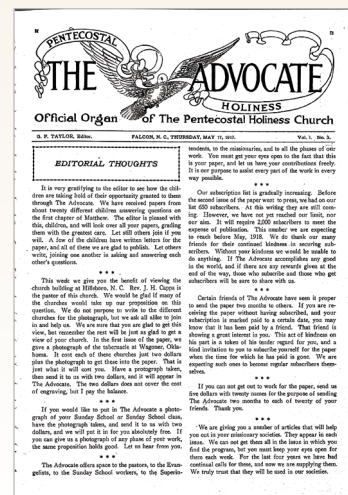 PENTECOSTAL
THE ADVOCATE
HOLINESS
Official Organ of The Pentecostal Holiness Church
G. F. TAYLOR, Editor. FALCON, N. C., THURSDAY, MAY 17, 1917. Vol. 1. No. 3.
EDITORIAL THOUGHTS
It is very gratifying to the editor to see how the chil-
dren are taking hold of their opportunity granted to them
through The Advocate. We have received papers from
about twenty different children answering questions on
the first chapter of Matthew. The editor is pleased with
this, children, and will look over all your papers, grading
them with the greatest care. Let still others join if you
will. A few of the children have written letters for the
paper, and all of them we are glad to publish. Let others
write, joining one another in asking and answering each
other's questions.
* * *
This week we give you the benefit of viewing the
church building at Hillsboro, N. C. Rev. J. H. Capps is
the pastor of this church. We would be glad if many of
the churches would take up our proposition on this
question. We do not purpose to write to the different
churches for the photograph, but we ask all alike to join
in and help us. We are sure that you are glad to get this
view, but remember the rest will be just as glad to get a
view of your church. In the first issue of the paper, we
gave a photograph of the tabernacle at Wagoner, Okla-
homa. It cost each of these churches just two dollars
plus the photograph to get these into the paper. That is
just what it will cost you. Have a photograph taken,
then send it to us with two dollars, and it will appear in
The Advocate. The two dollars does not cover the cost
of engraving, but I pay the balance.
* * *
If you would like to put in The Advocate a photo-
graph of your Sunday School or Sunday School class,
have the photograph taken, and send it to us with two
dollars, and we will put it in for you absolutely free. If
you can give us a photograph of any phase of your work,
the same proposition holds good. Let us hear from you.
* * *
The Advocate offers space to the pastors, to the Evan-
gelists, to the Sunday School workers, to the Superin-
tendents, to the missionaries, and to all the phases of our
work. You must get your eyes open to the fact that this
is your paper, and let us have your contributions freely.
It is our purpose to assist every part of the work in every
way possible.
* * *
Our subscription list is gradually increasing. Before
the second issue of the paper went to press, we had on our
list 650 subscribers. At this writing they are still com-
ing. However, we have not yet reached our limit, nor
our aim. It will require 2,000 subscribers to meet the
expense of publication. This number we are expecting
to reach before May, 1918. We do thank our many
friends for their continued kindness in securing sub-
scribers. Without your kindness we would be unable to
do anything. If The Advocate accomplishes any good
in the world, and if there are any rewards given at the
end of the way, those who subscribe and those who get
subscribers will be sure to share with us.
* * *
Certain friends of The Advocate have seen it proper
to send the paper two months to others. If you are re-
ceiving the paper without having subscribed, and your
subscription is marked paid to a certain date, you may
know that it has been paid by a friend. That friend is
showing a great interest in you. This act of kindness on
his part is a token of his tender regard for you, and a
kind invitation to you to subscribe yourself for the paper
when the time for which he has paid is gone. We are
expecting such ones to become regular subscribers them-
selves.
* * *
If you can not get out to work for the paper, send us
five dollars with twenty names for the purpose of sending
The Advocate two months to each of twenty of your
friends. Thank you.
* * *
We are giving you a number of articles that will help
you out in your missionary societies. They appear in each
issue. We can not get them all in the issue in which you
find the program, but you must keep your eyes open for
them each week. For the last four years we have had
continual calls for these, and now we are supplying them.
We truly trust that they will be used in our societies.